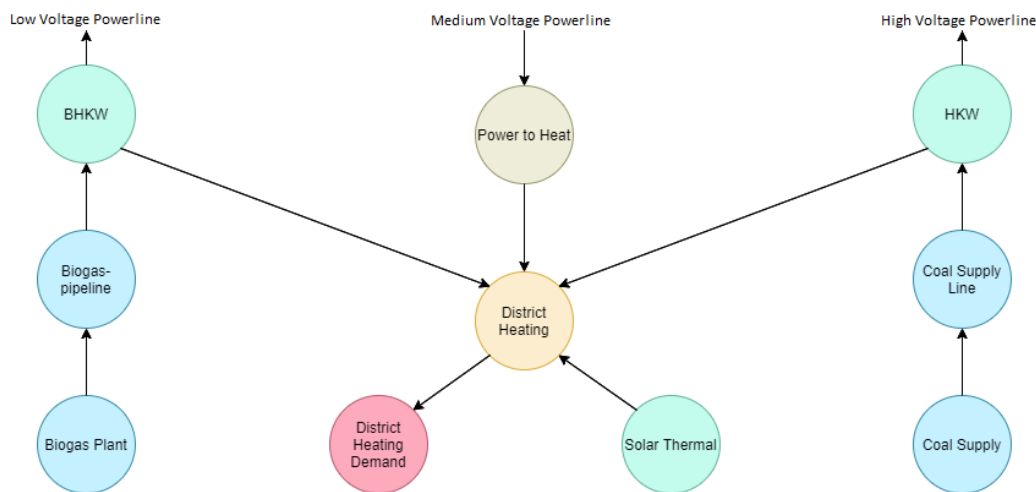 Low Voltage Powerline
Medium Voltage Powerline
High Voltage Powerline
BHKW
Power to Heat
HKW
Biogas-
pipeline
Coal Supply
Line
District
Heating
Biogas Plant
District
Heating
Demand
Solar Thermal
Coal Supply